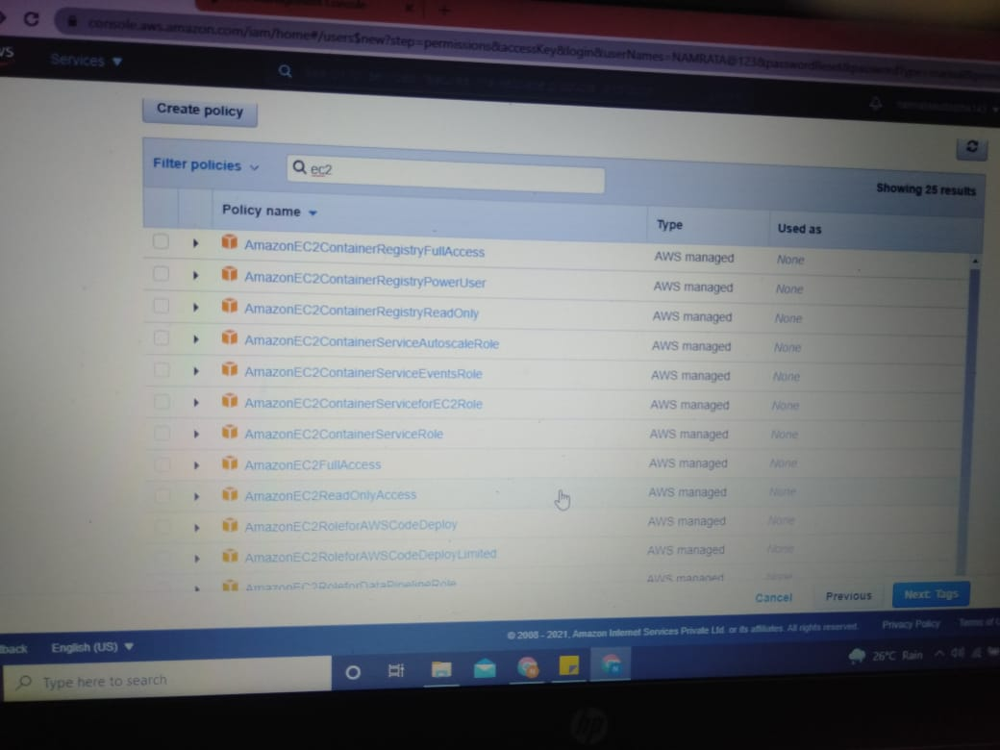 console.aws.amazon.com/iam/home#/users$new?step=permissions&accessKey&login&userNames=NAMRATA@123&passwordReset&passwordType=manual
Services
Create policy
Filter policies
ec2
Showing 25 results
Policy name Type Used as
AmazonEC2ContainerRegistryFullAccess AWS managed None
AmazonEC2ContainerRegistryPowerUser AWS managed None
AmazonEC2ContainerRegistryReadOnly AWS managed None
AmazonEC2ContainerServiceAutoscaleRole AWS managed None
AmazonEC2ContainerServiceEventsRole AWS managed None
AmazonEC2ContainerServiceforEC2Role AWS managed None
AmazonEC2ContainerServiceRole AWS managed None
AmazonEC2FullAccess AWS managed None
AmazonEC2ReadOnlyAccess AWS managed None
AmazonEC2RoleforAWSCodeDeploy AWS managed None
AmazonEC2RoleforAWSCodeDeployLimited AWS managed None
AmazonEC2RoleforDataPipelineRole AWS managed None
Cancel Previous Next: Tags
English (US) © 2008 - 2021, Amazon Internet Services Private Ltd. or its affiliates. All rights reserved. Privacy Policy Terms of
Type here to search
26°C Rain
hp